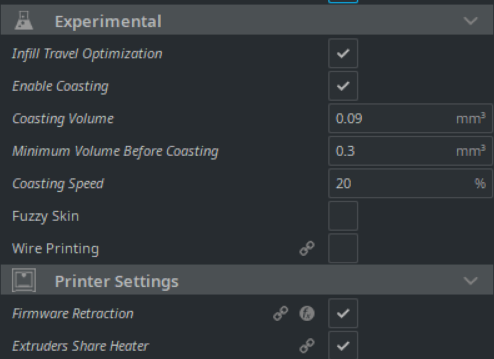 Experimental
Infill Travel Optimization
Enable Coasting
Coasting Volume 0.09 mm³
Minimum Volume Before Coasting 0.3 mm³
Coasting Speed 20 %
Fuzzy Skin
Wire Printing
Printer Settings
Firmware Retraction
Extruders Share Heater